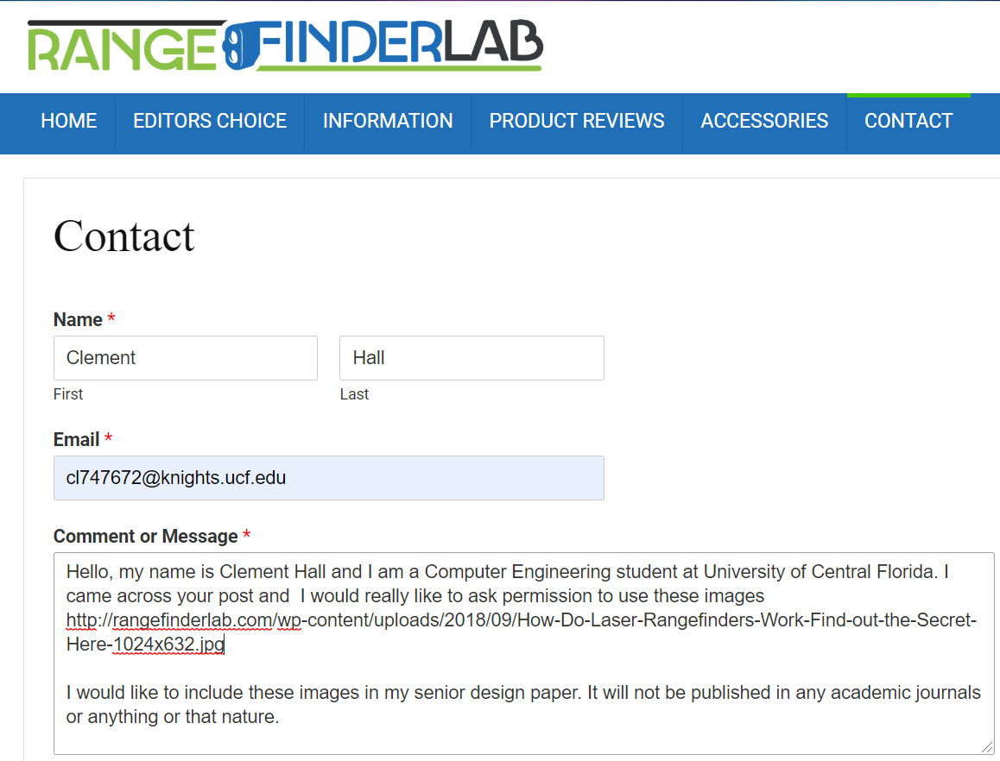 RANGEFINDERLAB
HOME EDITORS CHOICE INFORMATION PRODUCT REVIEWS ACCESSORIES CONTACT
Contact
Name *
Clement Hall
First Last
Email *
cl747672@knights.ucf.edu
Comment or Message *
Hello, my name is Clement Hall and I am a Computer Engineering student at University of Central Florida. I
came across your post and  I would really like to ask permission to use these images
http://rangefinderlab.com/wp-content/uploads/2018/09/How-Do-Laser-Rangefinders-Work-Find-out-the-Secret-
Here-1024x632.jpg
I would like to include these images in my senior design paper. It will not be published in any academic journals
or anything or that nature.